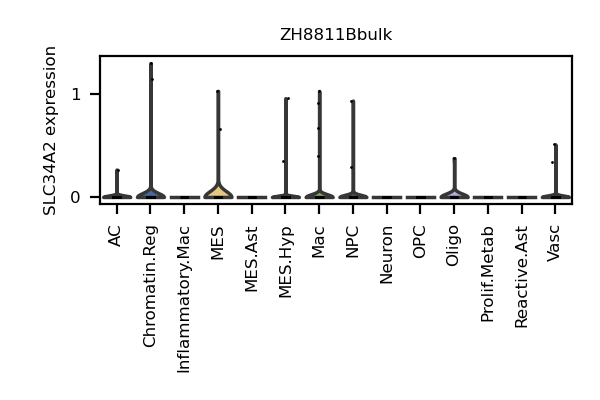 ZH8811Bbulk
SLC34A2 expression
1
0
AC
Chromatin.Reg
Inflammatory.Mac
MES
MES.Ast
MES.Hyp
Mac
NPC
Neuron
OPC
Oligo
Prolif.Metab
Reactive.Ast
Vasc